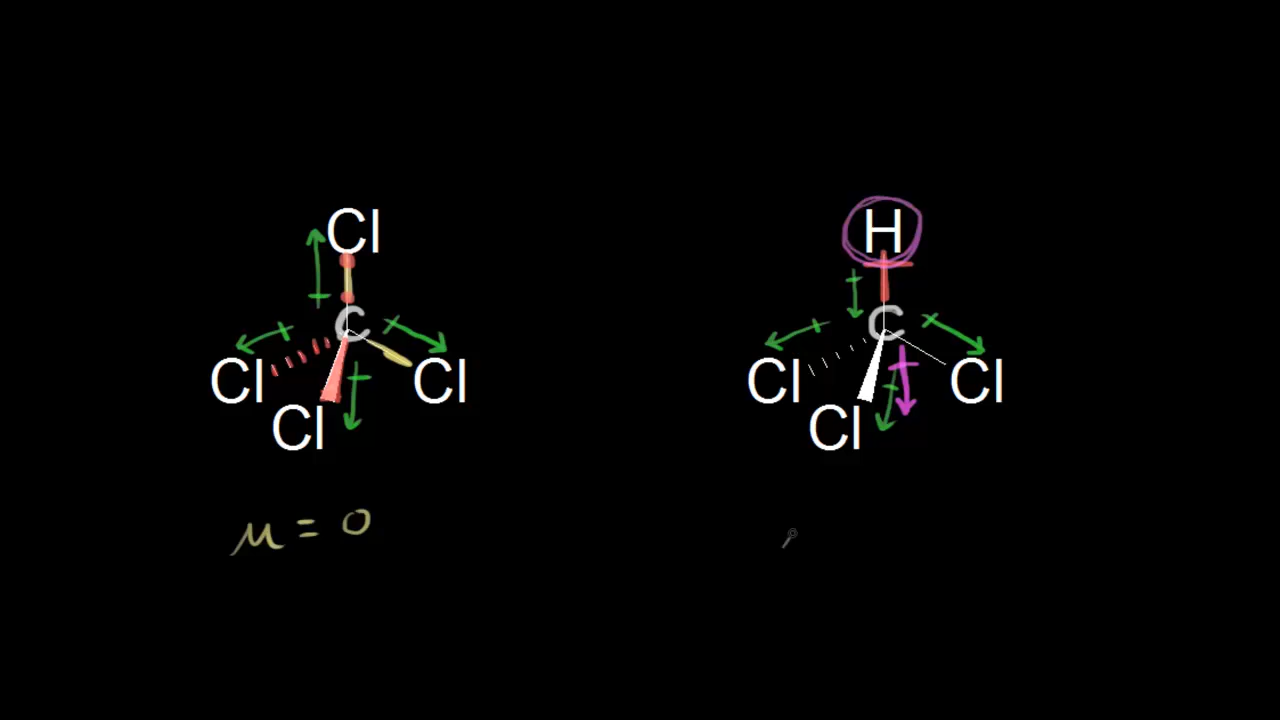 Cl H
C C
Cl Cl Cl Cl
Cl Cl
μ = 0